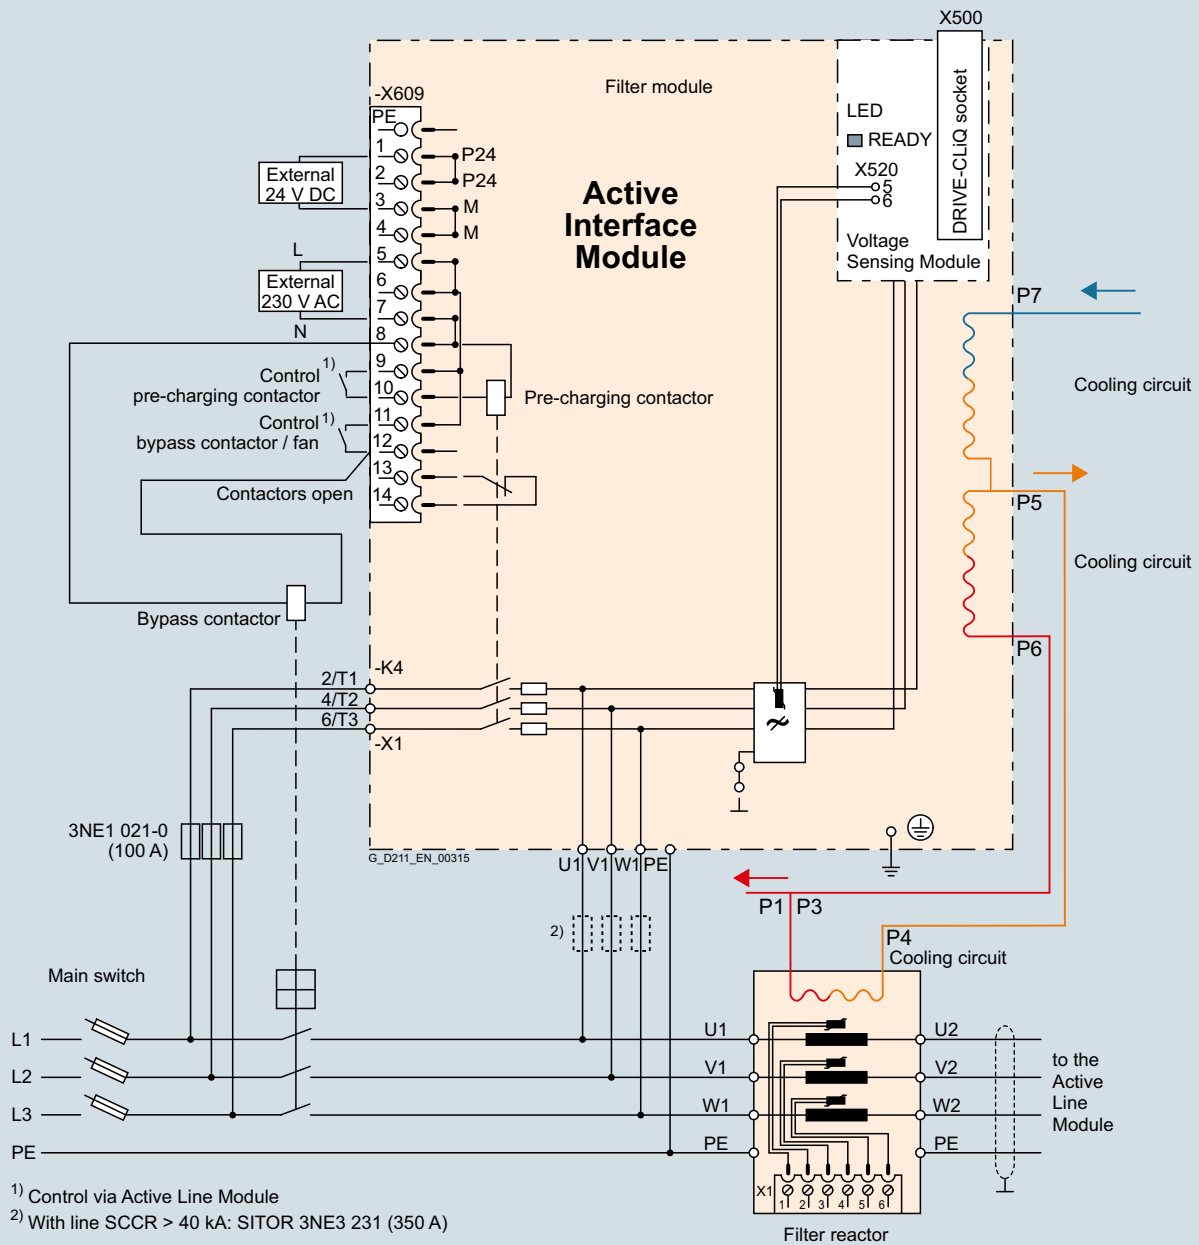 X500
Filter module
-X609
PE
LED
READY
X520
5
6
DRIVE-CLiQ socket
Voltage
Sensing Module
Active
Interface
Module
External
24 V DC
1
2
3
4
5
6
7
8
9
10
11
12
13
14
P24
P24
M
M
L
External
230 V AC
N
Control 1)
pre-charging contactor
Control 1)
bypass contactor / fan
Contactors open
Pre-charging contactor
P7
Cooling circuit
P5
Cooling circuit
P6
Bypass contactor
-K4
2/T1
4/T2
6/T3
-X1
3NE1 021-0
(100 A)
G_D211_EN_00315
U1
V1
W1
PE
2)
P1
P3
P4
Cooling circuit
Main switch
L1
L2
L3
PE
U1
V1
W1
PE
U2
V2
W2
PE
to the
Active
Line
Module
X1
1
2
3
4
5
6
Filter reactor
1) Control via Active Line Module
2) With line SCCR > 40 kA: SITOR 3NE3 231 (350 A)